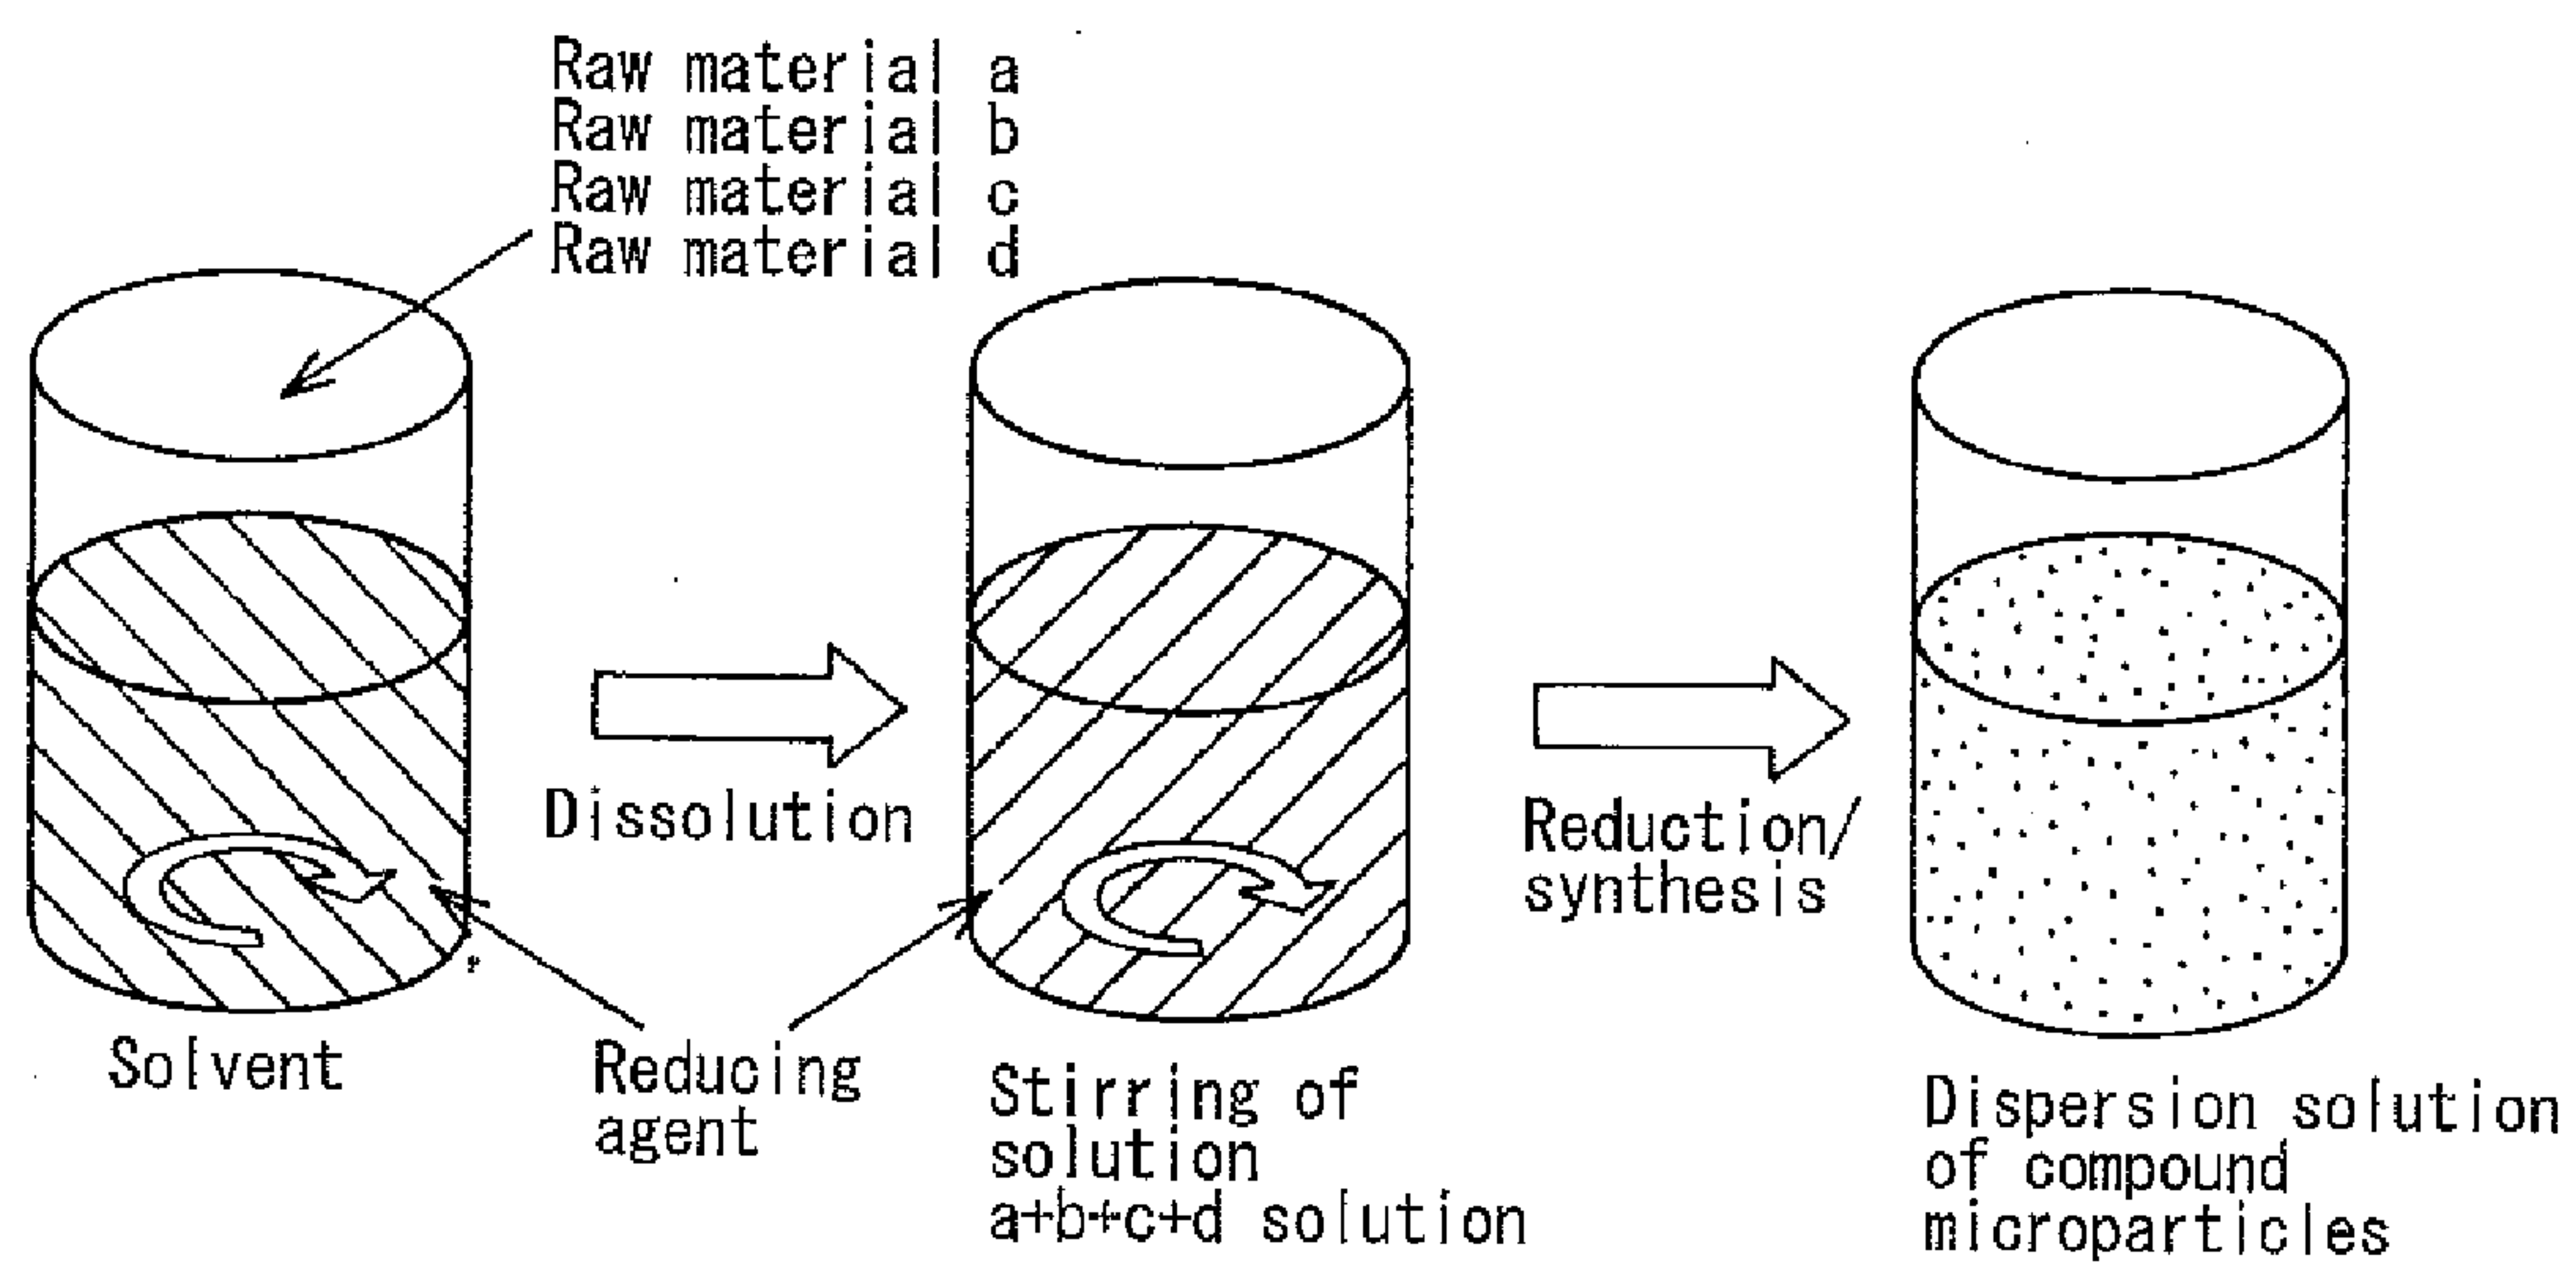 Raw material a
Raw material b
Raw material c
Raw material d
Dissolution
Reduction/
synthesis
Solvent
Reducing
agent
Stirring of
solution
a+b+c+d solution
Dispersion solution
of compound
microparticles